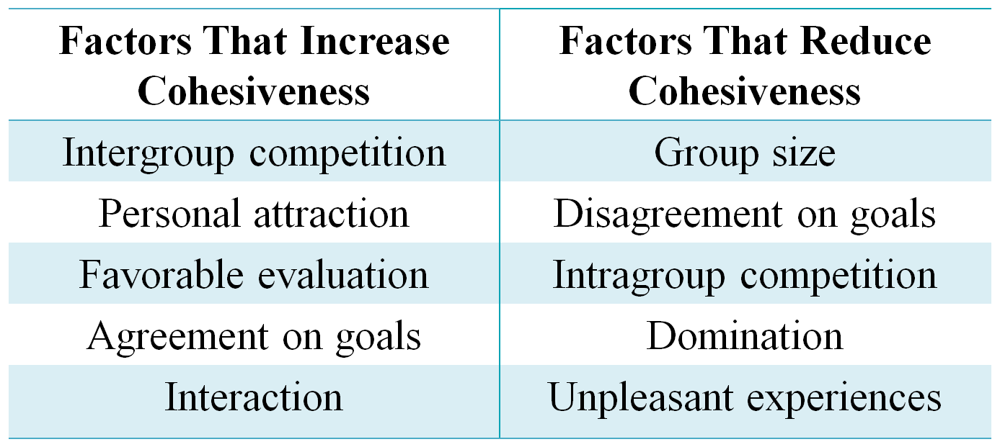 Factors That Increase
Cohesiveness
Factors That Reduce
Cohesiveness
Intergroup competition
Group size
Personal attraction
Disagreement on goals
Favorable evaluation
Intragroup competition
Agreement on goals
Domination
Interaction
Unpleasant experiences